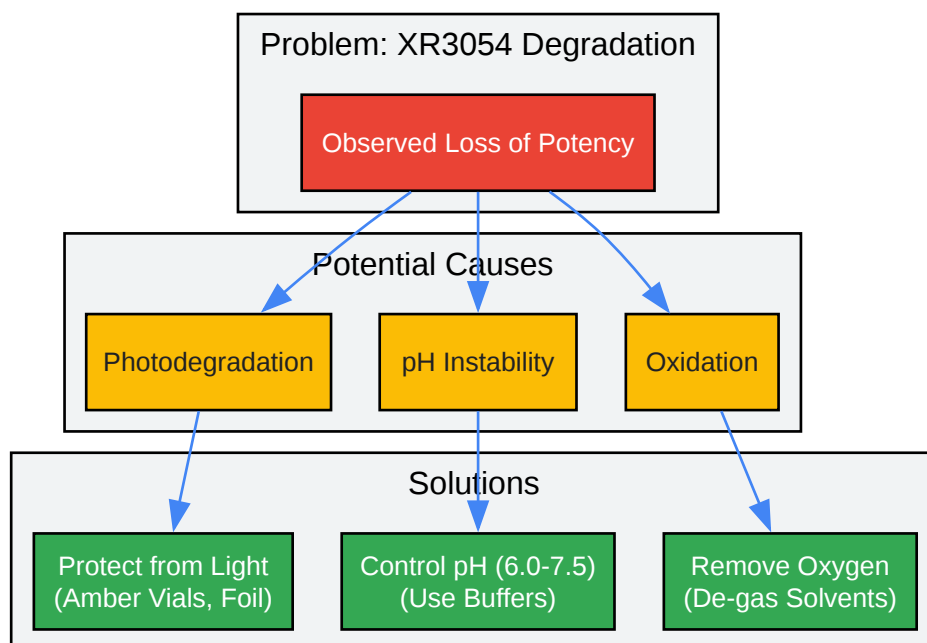 Problem: XR3054 Degradation
Observed Loss of Potency
Potential Causes
Photodegradation
pH Instability
Oxidation
Solutions
Protect from Light
(Amber Vials, Foil)
Control pH (6.0-7.5)
(Use Buffers)
Remove Oxygen
(De-gas Solvents)